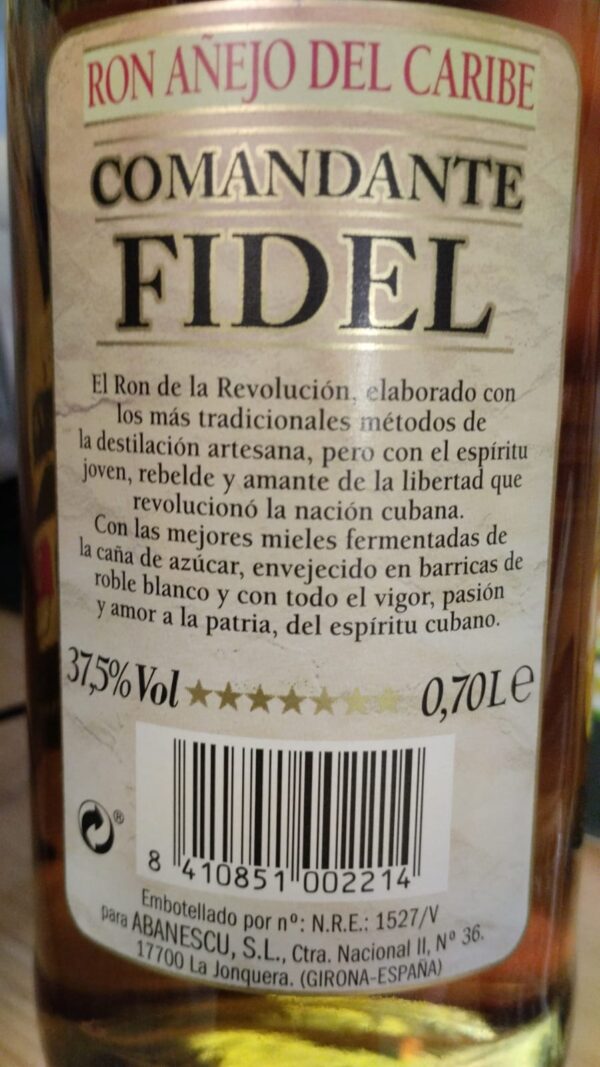 RON AÑEJO DEL CARIBE
COMANDANTE
FIDEL
El Ron de la Revolución, elaborado con
los más tradicionales métodos de
la destilación artesana, pero con el espíritu
joven, rebelde y amante de la libertad que
revolucionó la nación cubana.
Con las mejores mieles fermentadas de
la caña de azúcar, envejecido en barricas de
roble blanco y con todo el vigor, pasión
y amor a la patria, del espíritu cubano.
37,5% Vol ★★★★★★★ 0,70L e
®
8 410851 002214
Embotellado por nº: N.R.E.: 1527/V
para ABANESCU, S.L., Ctra. Nacional II, Nº 36.
17700 La Jonquera. (GIRONA-ESPAÑA)